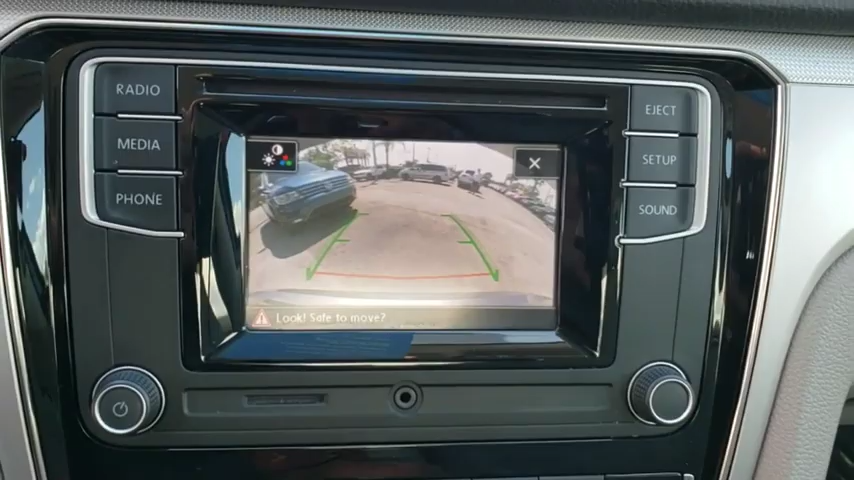 RADIO
MEDIA
PHONE
EJECT
SETUP
SOUND
Look! Safe to move?